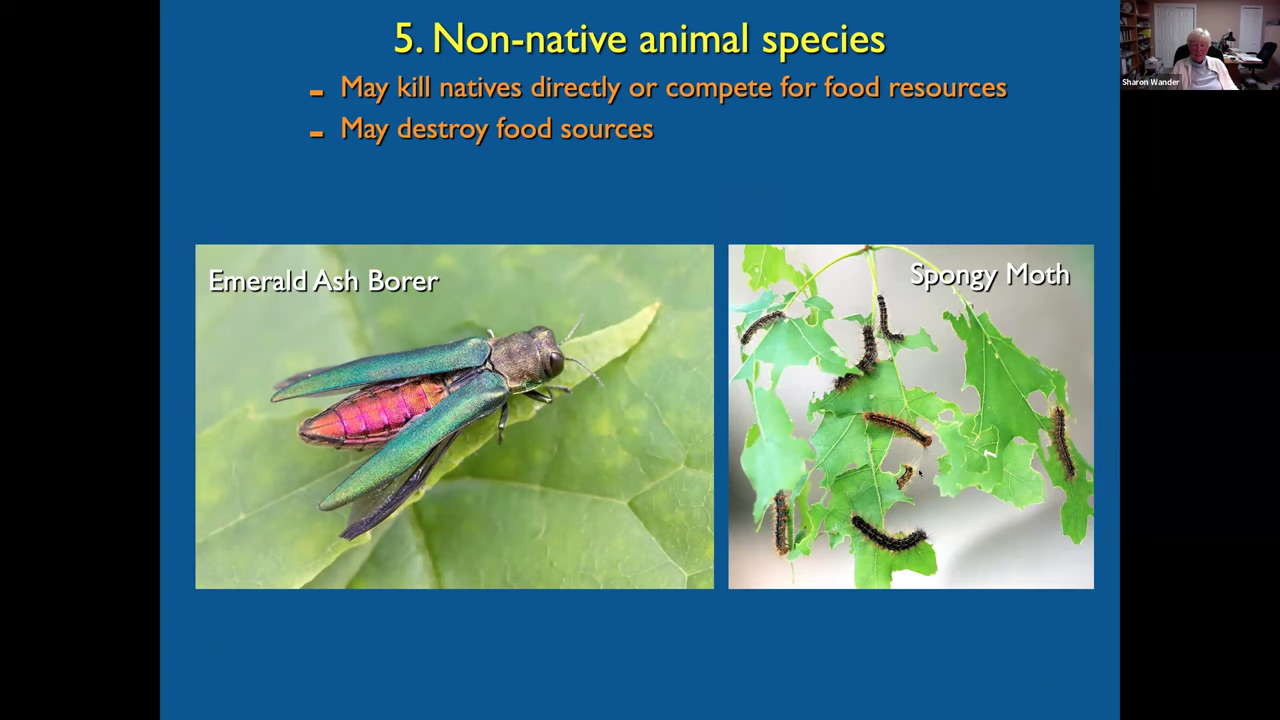 5. Non-native animal species
- May kill natives directly or compete for food resources
- May destroy food sources
Emerald Ash Borer
Spongy Moth
Sharon Wander